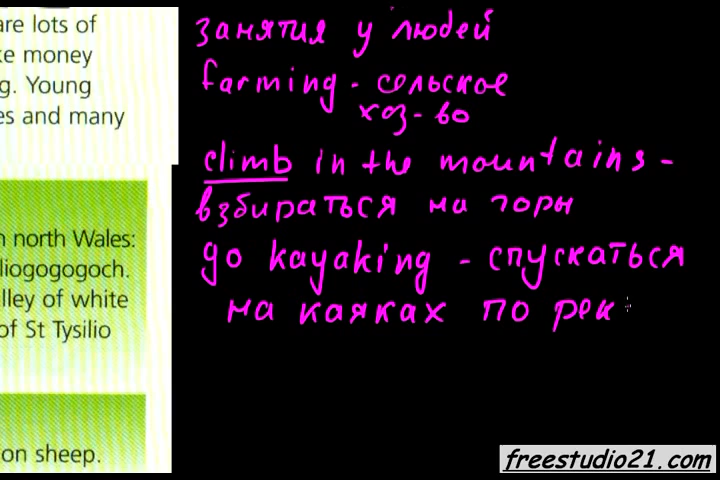 are lots of
ke money
g. Young
es and many
n north Wales:
liogogogoch.
lley of white
of St Tysilio
on sheep.
занятия у людей
farming - сельское
хоз-во
climb in the mountains -
взбираться на горы
go kayaking - спускаться
на каяках по рек
freestudio21.com